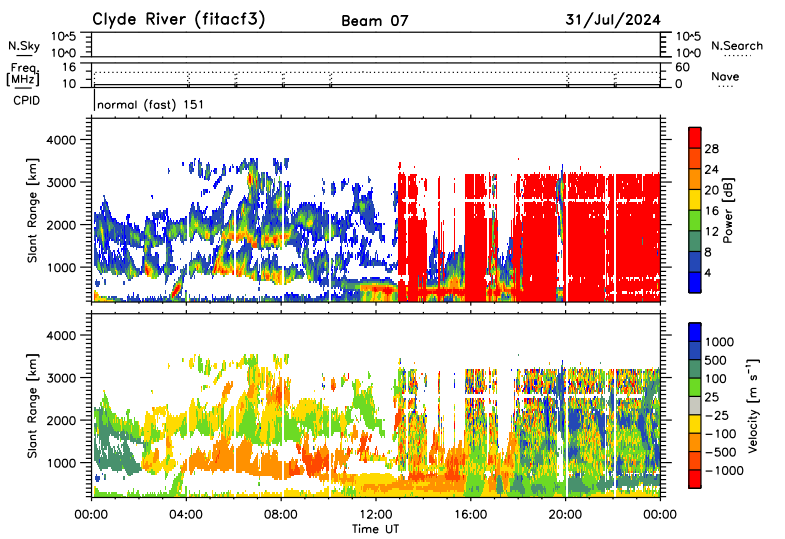 Clyde River (fitacf3) Beam 07 31/Jul/2024
N.Sky 10^5 10^0 10^5 10^0 N.Search
Freq. [MHz] 16 10 60 0 Nave
CPID normal (fast) 151
Slant Range [km]
4000
3000
2000
1000
28
24
20
16
12
8
4
Power [dB]
Slant Range [km]
4000
3000
2000
1000
1000
500
100
25
-25
-100
-500
-1000
Velocity [m s⁻¹]
00:00 04:00 08:00 12:00 16:00 20:00 00:00
Time UT